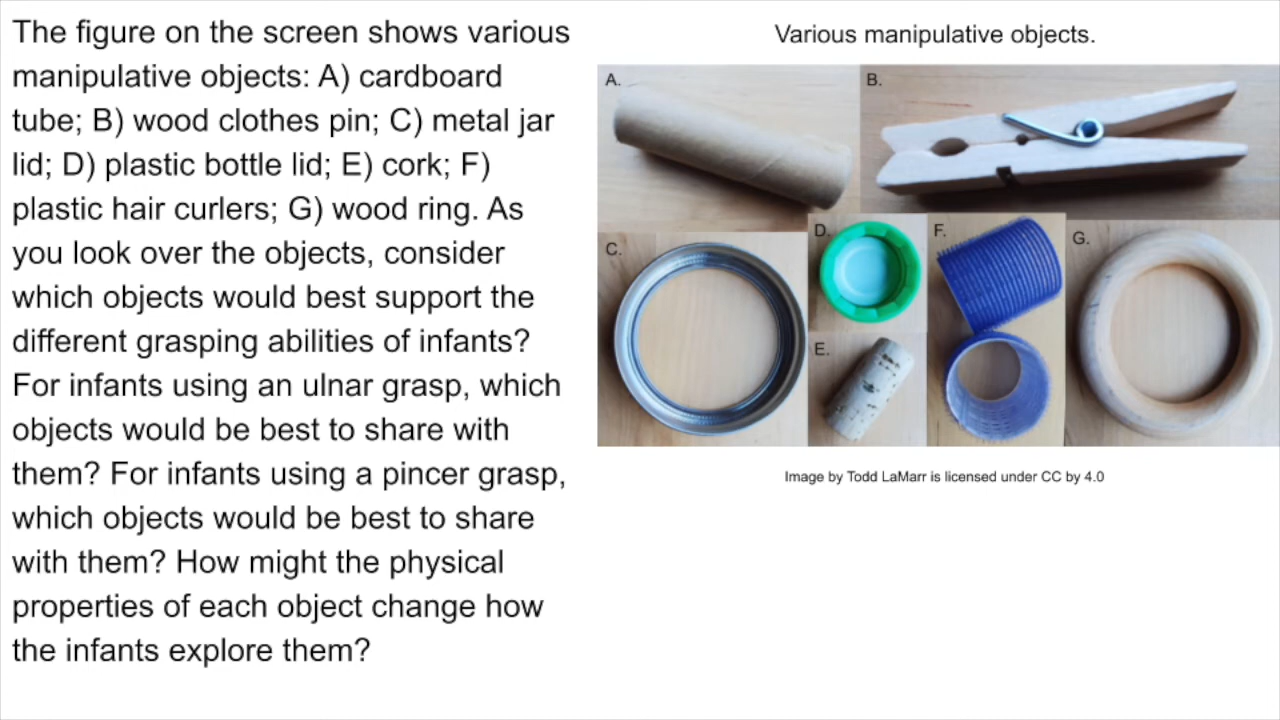 The figure on the screen shows various
manipulative objects: A) cardboard
tube; B) wood clothes pin; C) metal jar
lid; D) plastic bottle lid; E) cork; F)
plastic hair curlers; G) wood ring. As
you look over the objects, consider
which objects would best support the
different grasping abilities of infants?
For infants using an ulnar grasp, which
objects would be best to share with
them? For infants using a pincer grasp,
which objects would be best to share
with them? How might the physical
properties of each object change how
the infants explore them?
Various manipulative objects.
A.
B.
C.
D.
E.
F.
G.
Image by Todd LaMarr is licensed under CC by 4.0